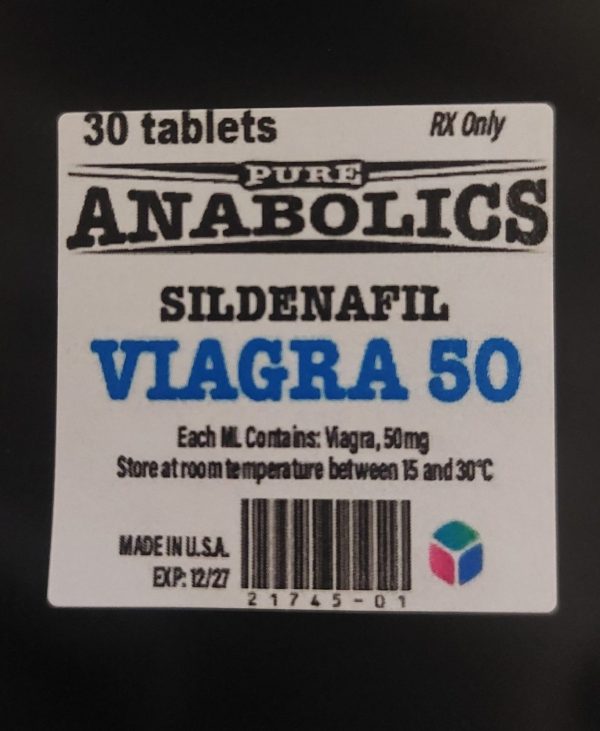 30 tablets RX Only
PURE
ANABOLICS
SILDENAFIL
VIAGRA 50
Each ML Contains: Viagra, 50mg
Store at room temperature between 15 and 30°C
MADE IN U.S.A.
EXP: 12/27
21745-01